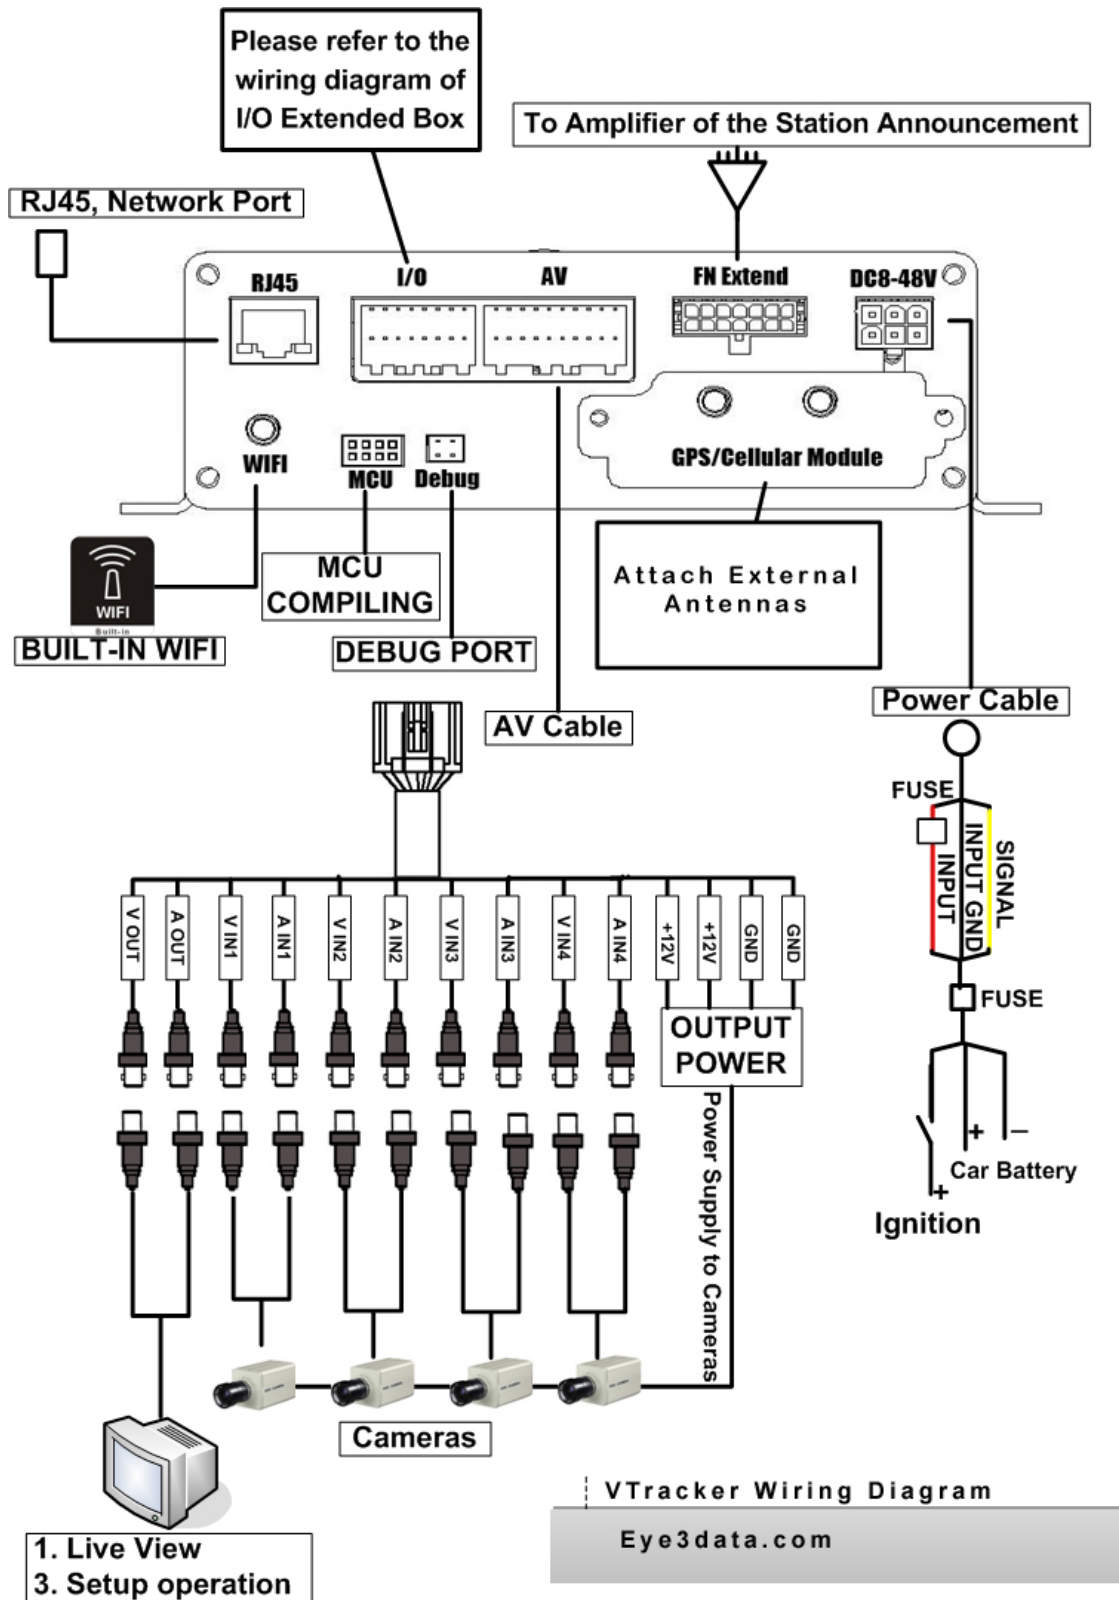 Please refer to the
wiring diagram of
I/O Extended Box
To Amplifier of the Station Announcement
RJ45, Network Port
RJ45
I/O
AV
FN Extend
DC8-48V
WIFI
MCU
Debug
GPS/Cellular Module
WIFI
Built-in
BUILT-IN WIFI
MCU
COMPILING
DEBUG PORT
Attach External
Antennas
AV Cable
Power Cable
FUSE
INPUT
INPUT GND
SIGNAL
FUSE
+
–
Car Battery
+
Ignition
V OUT
A OUT
V IN1
A IN1
V IN2
A IN2
V IN3
A IN3
V IN4
A IN4
+12V
+12V
GND
GND
OUTPUT
POWER
Power Supply to Cameras
Cameras
1. Live View
3. Setup operation
VTracker Wiring Diagram
Eye3data.com